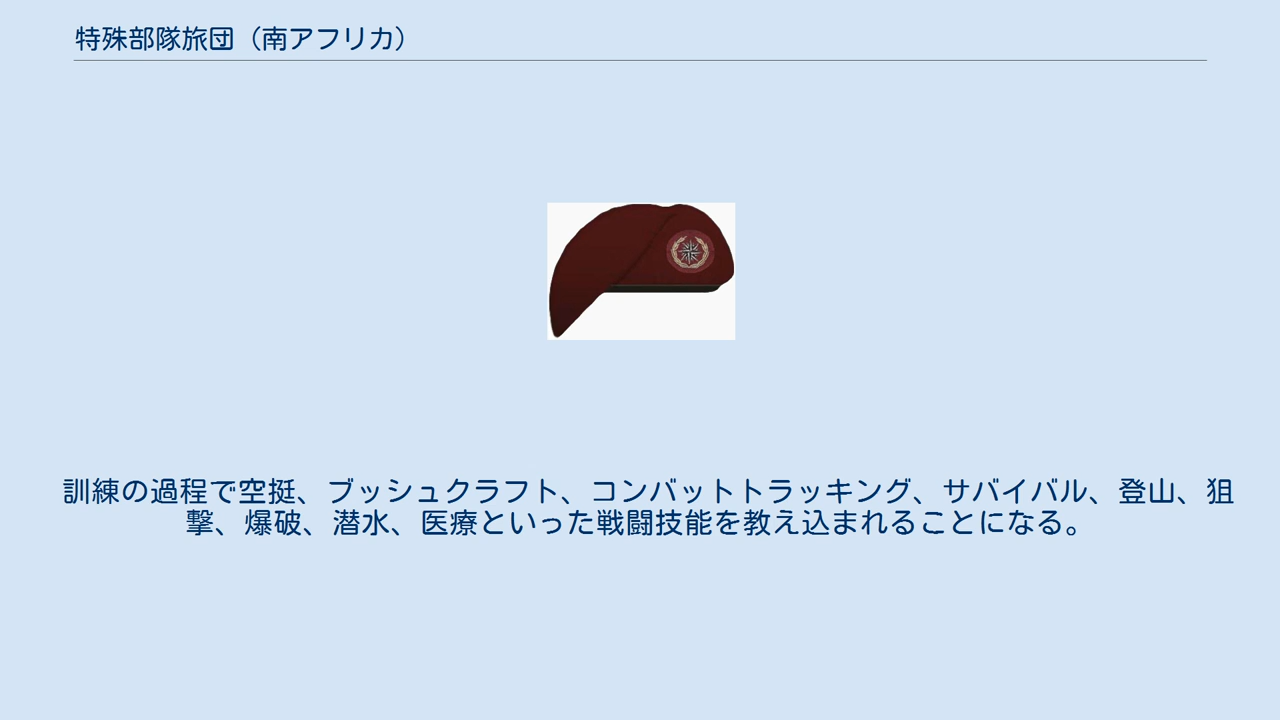 特殊部隊旅団（南アフリカ）
訓練の過程で空挺、ブッシュクラフト、コンバットトラッキング、サバイバル、登山、狙
撃、爆破、潜水、医療といった戦闘技能を教え込まれることになる。